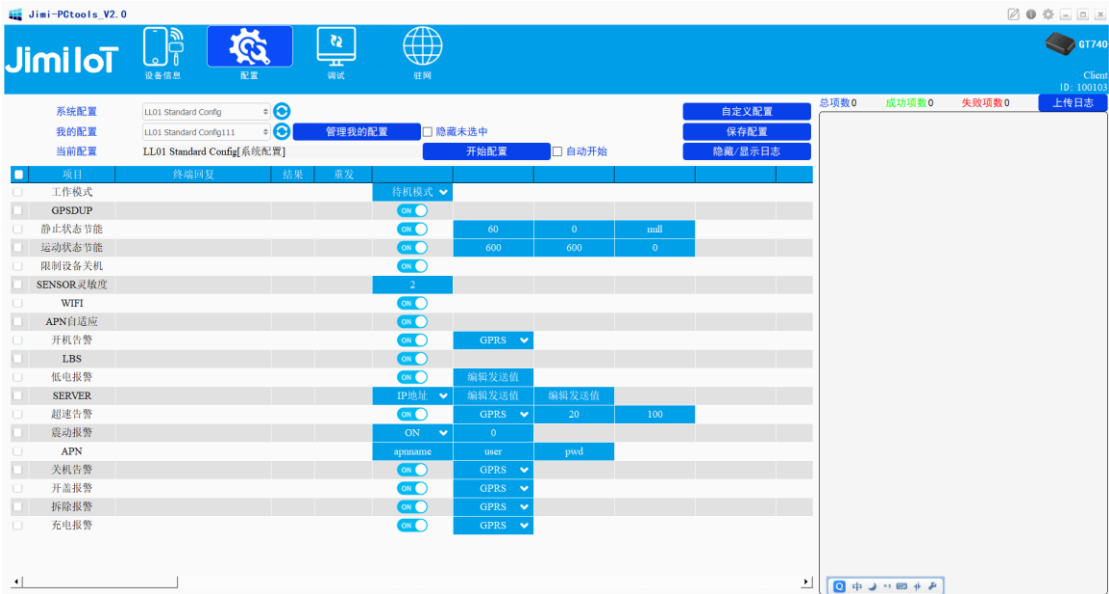 Jimi-PCtools_V2.0
JimiIoT
设备信息 配置 调试 驻网
GT740
Client
ID: 100103
系统配置 LL01 Standard Config 自定义配置
总项数0 成功项数0 失败项数0 上传日志
我的配置 LL01 Standard Config111 管理我的配置 隐藏未选中 保存配置
当前配置 LL01 Standard Config[系统配置] 开始配置 自动开始 隐藏/显示日志
项目 终端回复 结果 重发
工作模式 待机模式
GPSDUP ON
静止状态节能 ON 60 0 null
运动状态节能 ON 600 600 0
限制设备关机 ON
SENSOR灵敏度 2
WIFI ON
APN自适应 ON
开机告警 ON GPRS
LBS ON
低电报警 ON 编辑发送值
SERVER IP地址 编辑发送值 编辑发送值
超速告警 ON GPRS 20 100
震动报警 ON 0
APN apnname user pwd
关机告警 ON GPRS
开盖报警 ON GPRS
拆除报警 ON GPRS
充电报警 ON GPRS
中